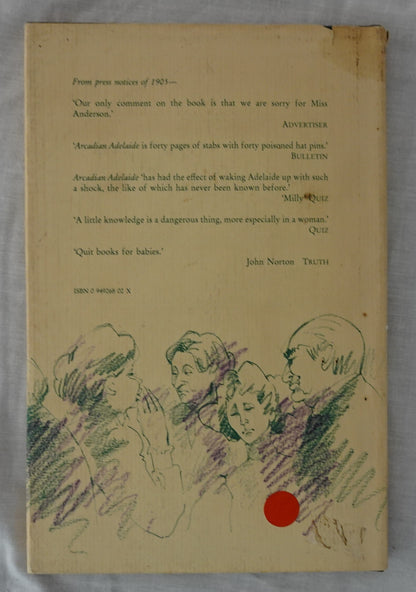 From press notices of 1905—
'Our only comment on the book is that we are sorry for Miss
Anderson.'
ADVERTISER
'Arcadian Adelaide is forty pages of stabs with forty poisoned hat pins.'
BULLETIN
Arcadian Adelaide 'has had the effect of waking Adelaide up with such
a shock, the like of which has never been known before.'
'Milly' QUIZ
'A little knowledge is a dangerous thing, more especially in a woman.'
QUIZ
'Quit books for babies.'
John Norton TRUTH
ISBN 0 949268 02 X